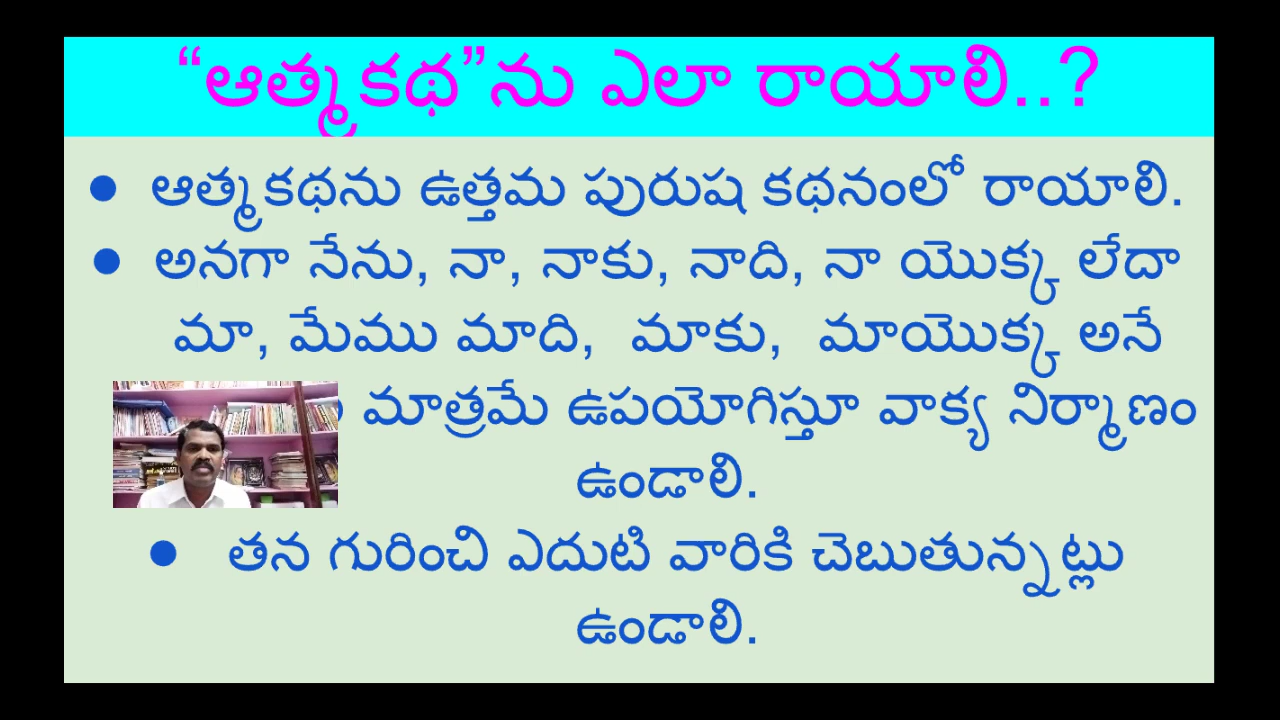 “ఆత్మకథ”ను ఎలా రాయాలి..?
● ఆత్మకథను ఉత్తమ పురుష కథనంలో రాయాలి.
● అనగా నేను, నా, నాకు, నాది, నా యొక్క లేదా
మా, మేము మాది, మాకు, మాయొక్క అనే
మాత్రమే ఉపయోగిస్తూ వాక్య నిర్మాణం
ఉండాలి.
● తన గురించి ఎదుటి వారికి చెబుతున్నట్లు
ఉండాలి.